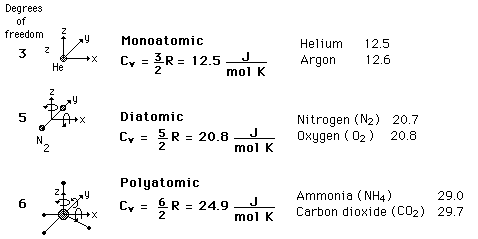 Degrees
of
freedom
3
z
z
y
x
He
Monoatomic
Cᵥ = 3/2 R = 12.5 J/mol K
Helium 12.5
Argon 12.6
5
z
y
x
N₂
Diatomic
Cᵥ = 5/2 R = 20.8 J/mol K
Nitrogen (N₂) 20.7
Oxygen (O₂) 20.8
6
z
y
x
Polyatomic
Cᵥ = 6/2 R = 24.9 J/mol K
Ammonia (NH₄) 29.0
Carbon dioxide (CO₂) 29.7